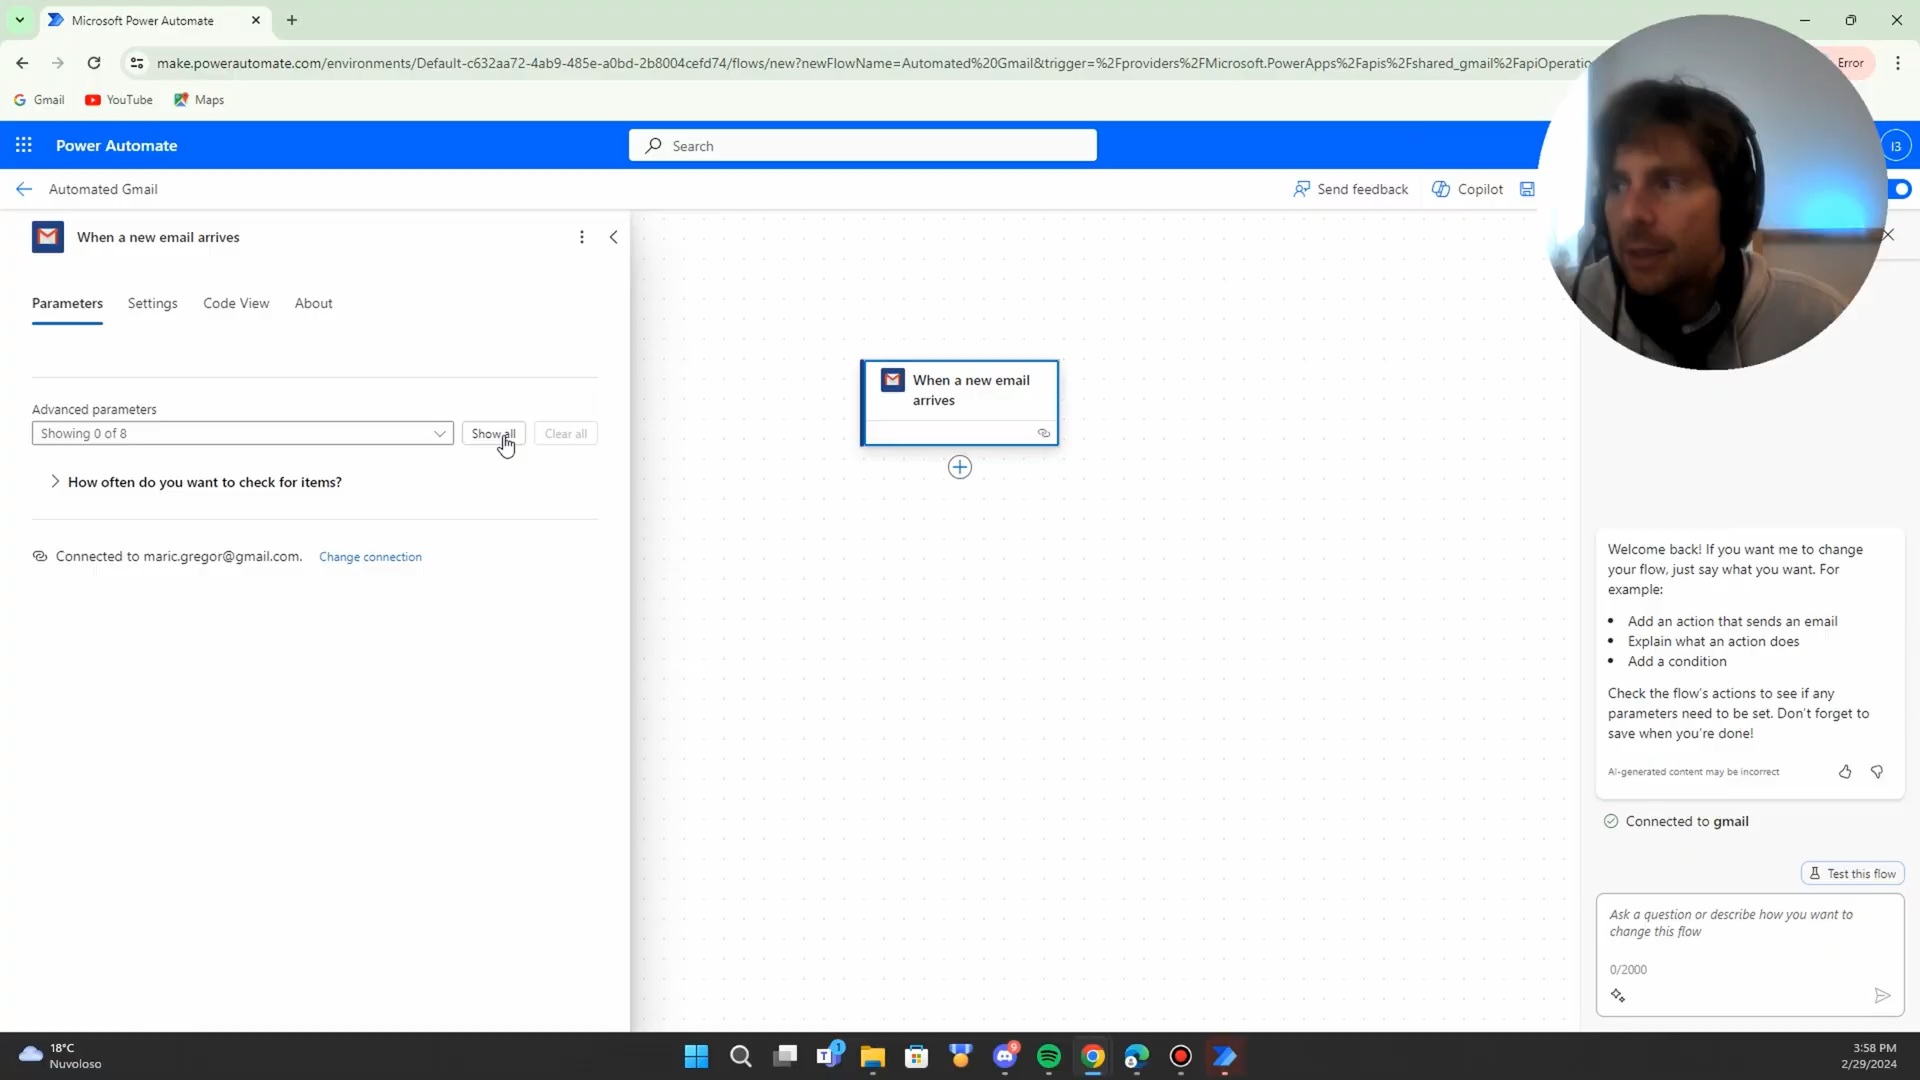 Microsoft Power Automate
make.powerautomate.com/environments/Default-c632aa72-4ab9-485e-a0bd-2b8004cefd74/flows/new?newFlowName=Automated%20Gmail&trigger=%2Fproviders%2FMicrosoft.PowerApps%2Fapis%2Fshared_gmail%2FapiOperatio
Error
Gmail
YouTube
Maps
Power Automate
Search
I3
Automated Gmail
Send feedback
Copilot
When a new email arrives
Parameters
Settings
Code View
About
Advanced parameters
Showing 0 of 8
Show all
Clear all
How often do you want to check for items?
Connected to maric.gregor@gmail.com.
Change connection
When a new email
arrives
Welcome back! If you want me to change
your flow, just say what you want. For
example:
• Add an action that sends an email
• Explain what an action does
• Add a condition
Check the flow's actions to see if any
parameters need to be set. Don't forget to
save when you're done!
AI-generated content may be incorrect
Connected to gmail
Test this flow
Ask a question or describe how you want to
change this flow
0/2000
18°C
Nuvoloso
1
9
3:58 PM
2/29/2024